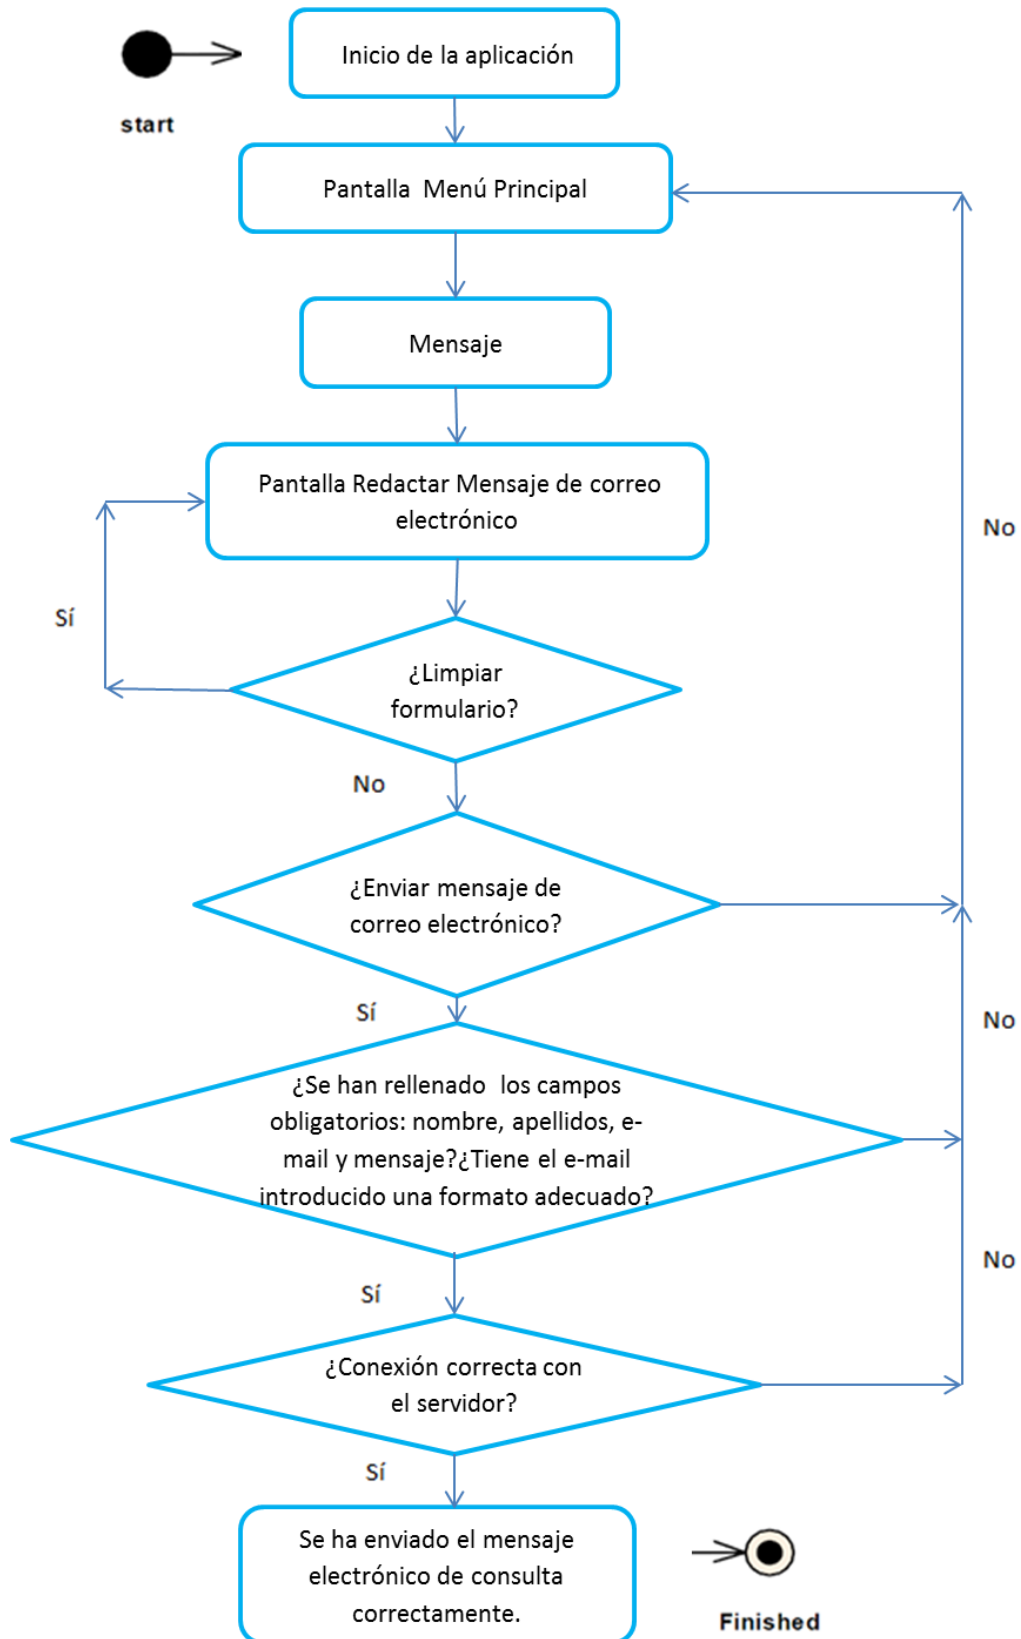 Inicio de la aplicación
start
Pantalla Menú Principal
Mensaje
Pantalla Redactar Mensaje de correo
electrónico
No
Sí
¿Limpiar
formulario?
No
¿Enviar mensaje de
correo electrónico?
Sí
No
¿Se han rellenado los campos
obligatorios: nombre, apellidos, e-
mail y mensaje?¿Tiene el e-mail
introducido una formato adecuado?
No
Sí
¿Conexión correcta con
el servidor?
Sí
Se ha enviado el mensaje
electrónico de consulta
correctamente.
Finished